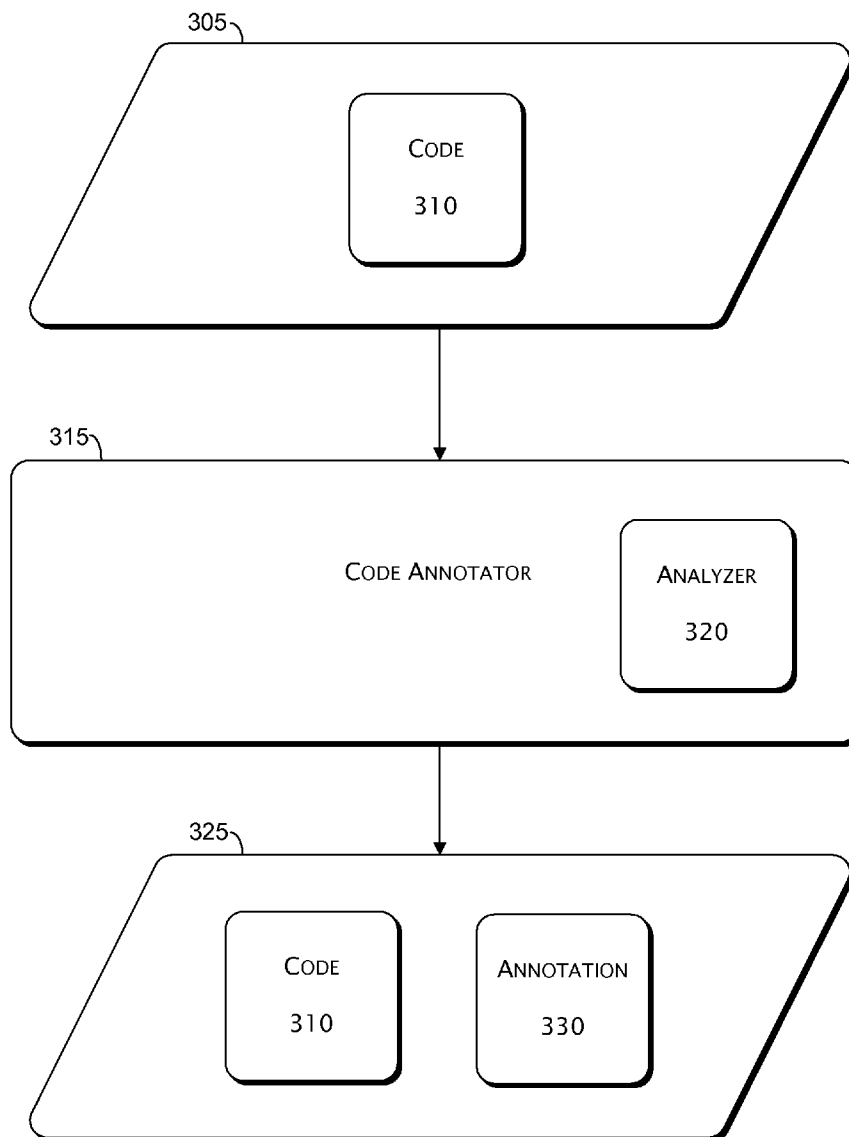 305
CODE
310
315
CODE ANNOTATOR
ANALYZER
320
325
CODE
310
ANNOTATION
330